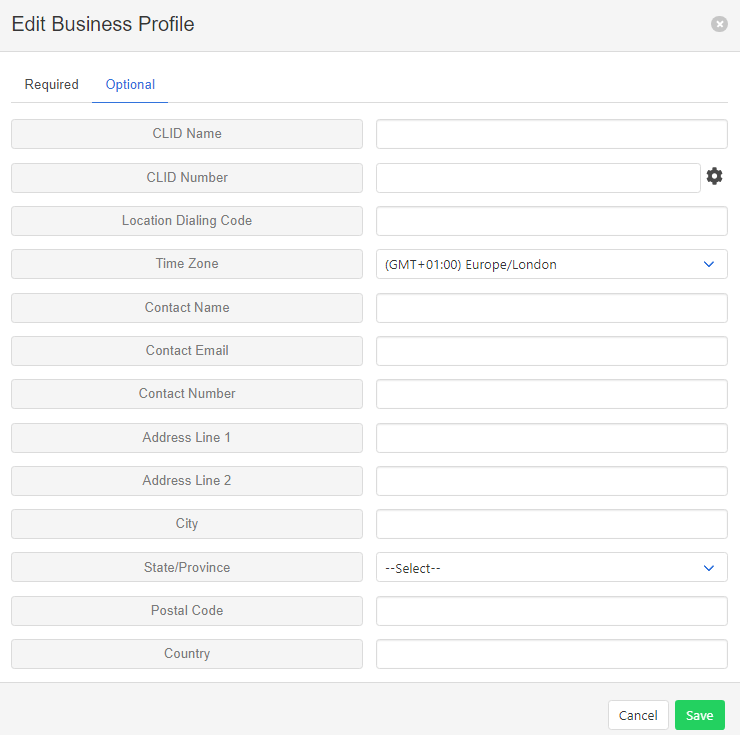 Edit Business Profile
Required Optional
CLID Name
CLID Number
Location Dialing Code
Time Zone (GMT+01:00) Europe/London
Contact Name
Contact Email
Contact Number
Address Line 1
Address Line 2
City
State/Province --Select--
Postal Code
Country
Cancel Save